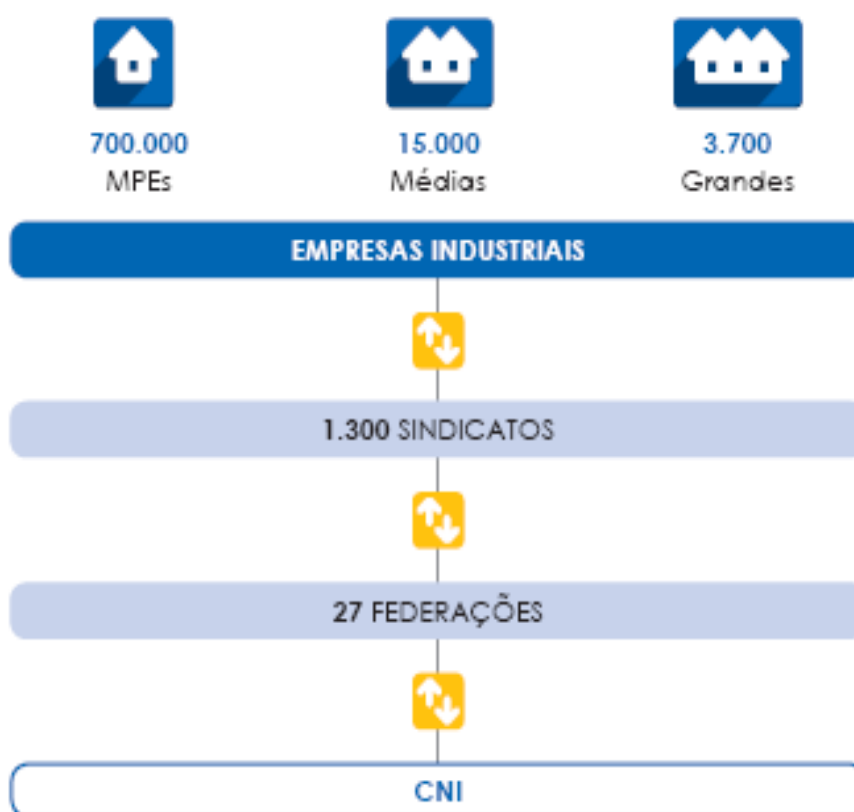 700.000
MPEs
15.000
Médias
3.700
Grandes
EMPRESAS INDUSTRIAIS
1.300 SINDICATOS
27 FEDERAÇÕES
CNI